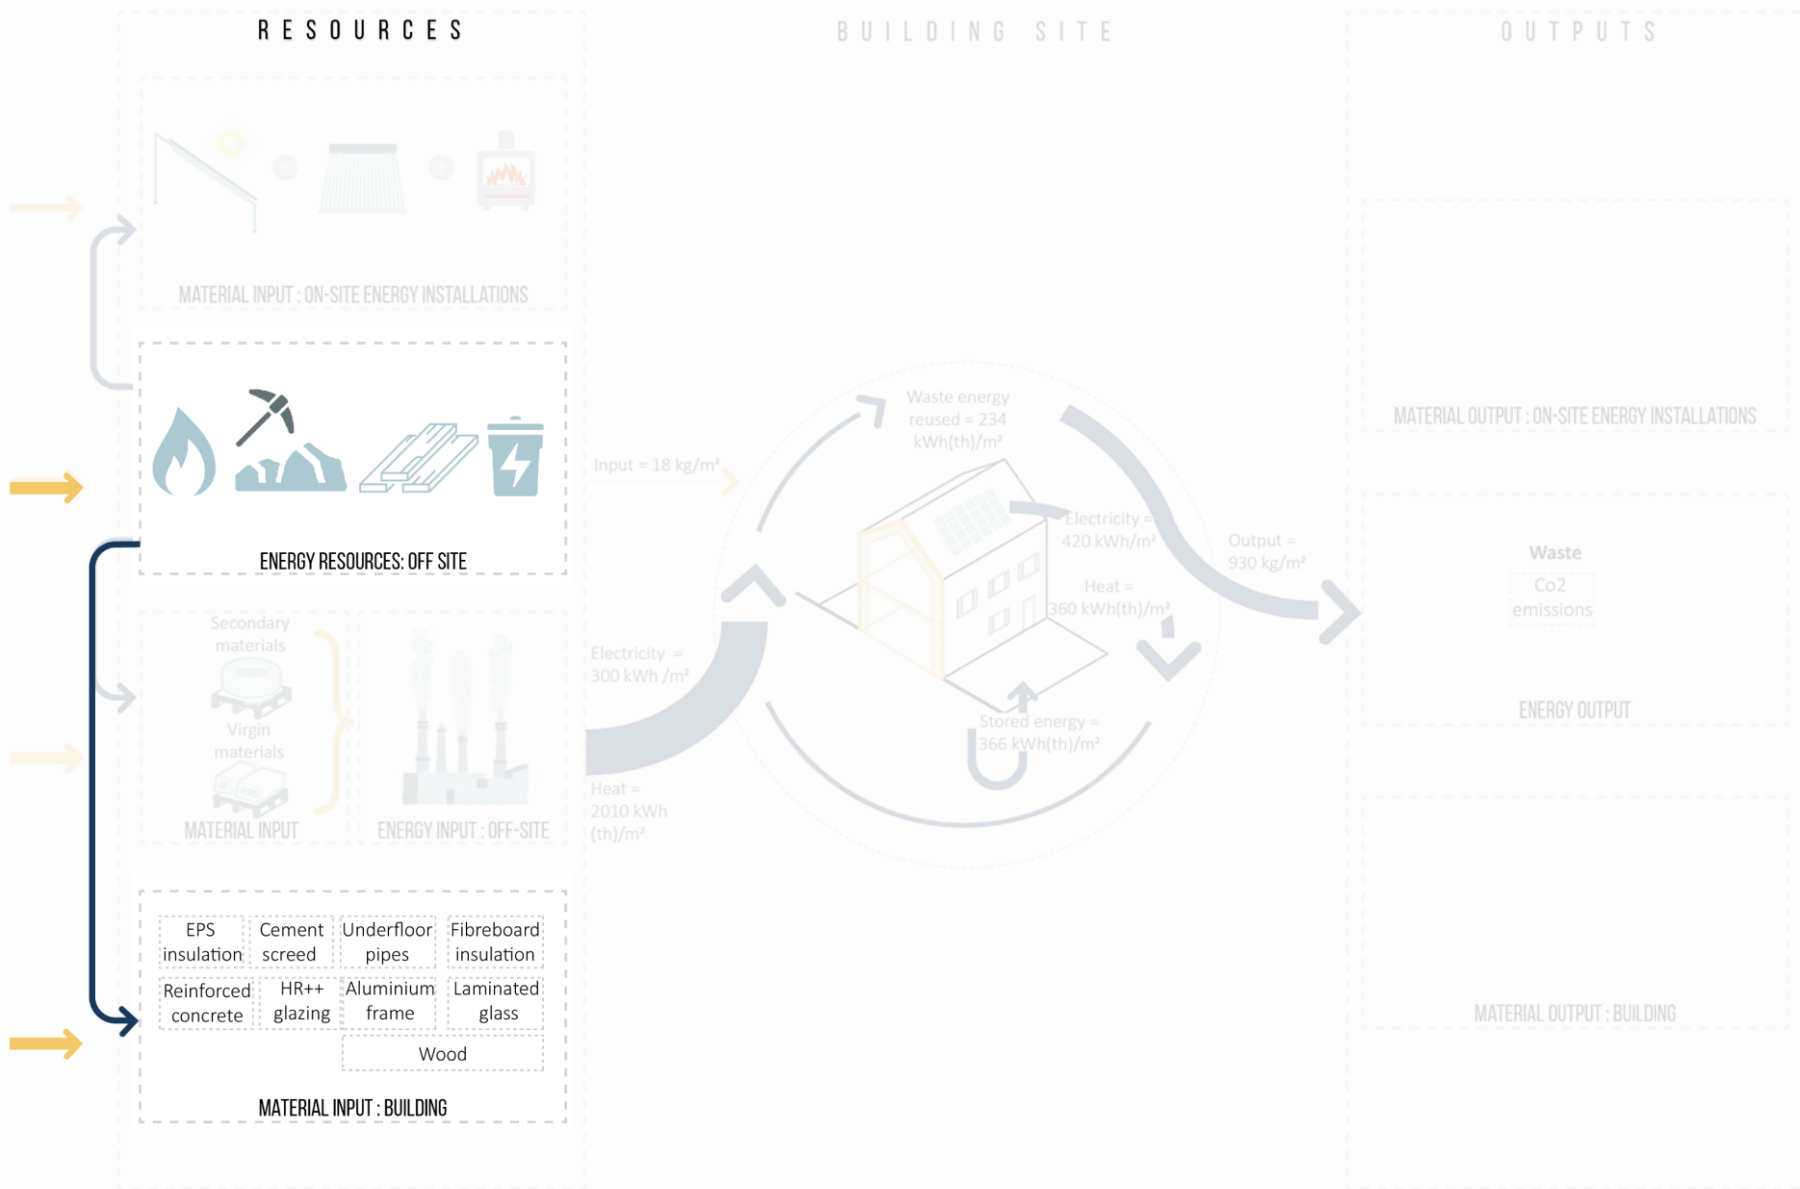 RESOURCES
BUILDING SITE
OUTPUTS
MATERIAL INPUT : ON-SITE ENERGY INSTALLATIONS
ENERGY RESOURCES: OFF SITE
Secondary
materials
Virgin
materials
MATERIAL INPUT
ENERGY INPUT : OFF-SITE
EPS
insulation
Cement
screed
Underfloor
pipes
Fibreboard
insulation
Reinforced
concrete
HR++
glazing
Aluminium
frame
Laminated
glass
Wood
MATERIAL INPUT : BUILDING
Input = 18 kg/m²
Electricity =
300 kWh /m²
Heat =
2010 kWh
(th)/m²
Waste energy
reused = 234
kWh(th)/m²
Electricity =
420 kWh/m²
Heat =
360 kWh(th)/m²
Stored energy =
366 kWh(th)/m²
Output =
930 kg/m²
MATERIAL OUTPUT : ON-SITE ENERGY INSTALLATIONS
Waste
Co2
emissions
ENERGY OUTPUT
MATERIAL OUTPUT : BUILDING